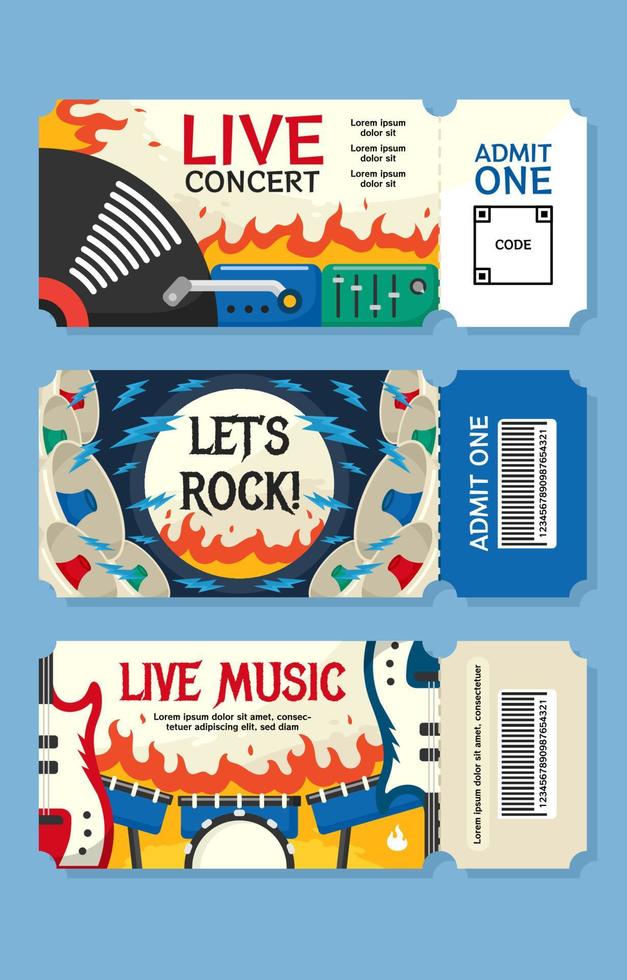 LIVE
CONCERT
Lorem ipsum
dolor sit
Lorem ipsum
dolor sit
Lorem ipsum
dolor sit
ADMIT
ONE
CODE
LET'S
ROCK!
ADMIT ONE
1234567890987654321
LIVE MUSIC
Lorem ipsum dolor sit amet, consec-
tetuer adipiscing elit, sed diam
Lorem ipsum dolor sit amet, consectetuer
1234567890987654321